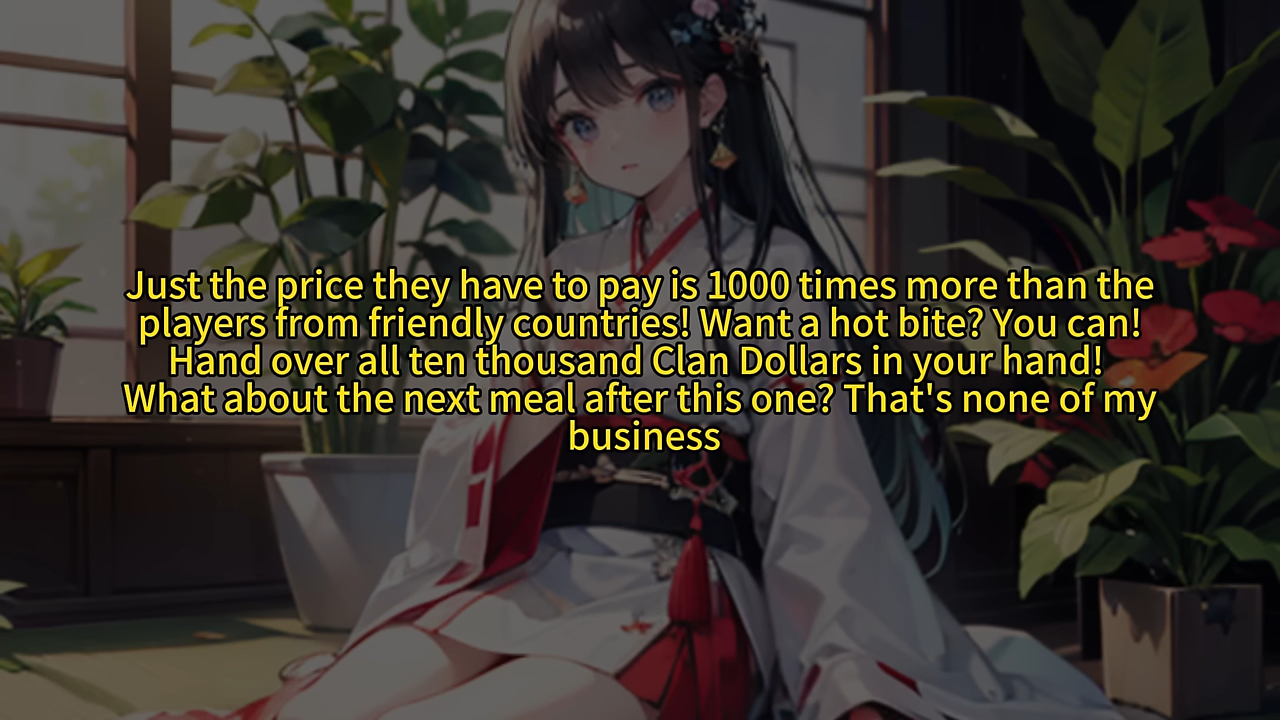 Just the price they have to pay is 1000 times more than the
players from friendly countries! Want a hot bite? You can!
Hand over all ten thousand Clan Dollars in your hand!
What about the next meal after this one? That's none of my
business